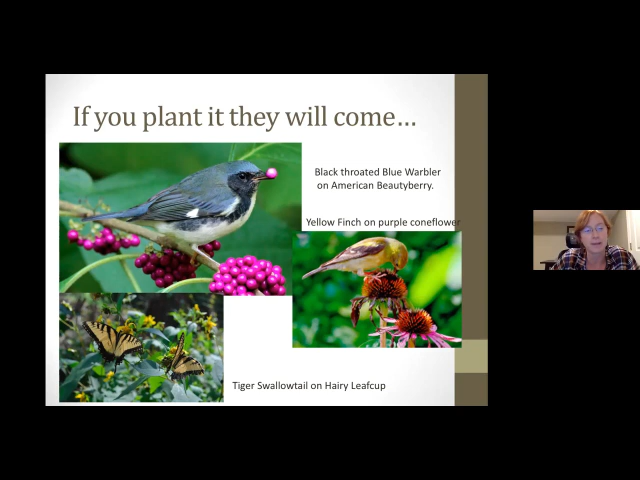 If you plant it they will come…
Black throated Blue Warbler
on American Beautyberry.
Yellow Finch on purple coneflower
Tiger Swallowtail on Hairy Leafcup